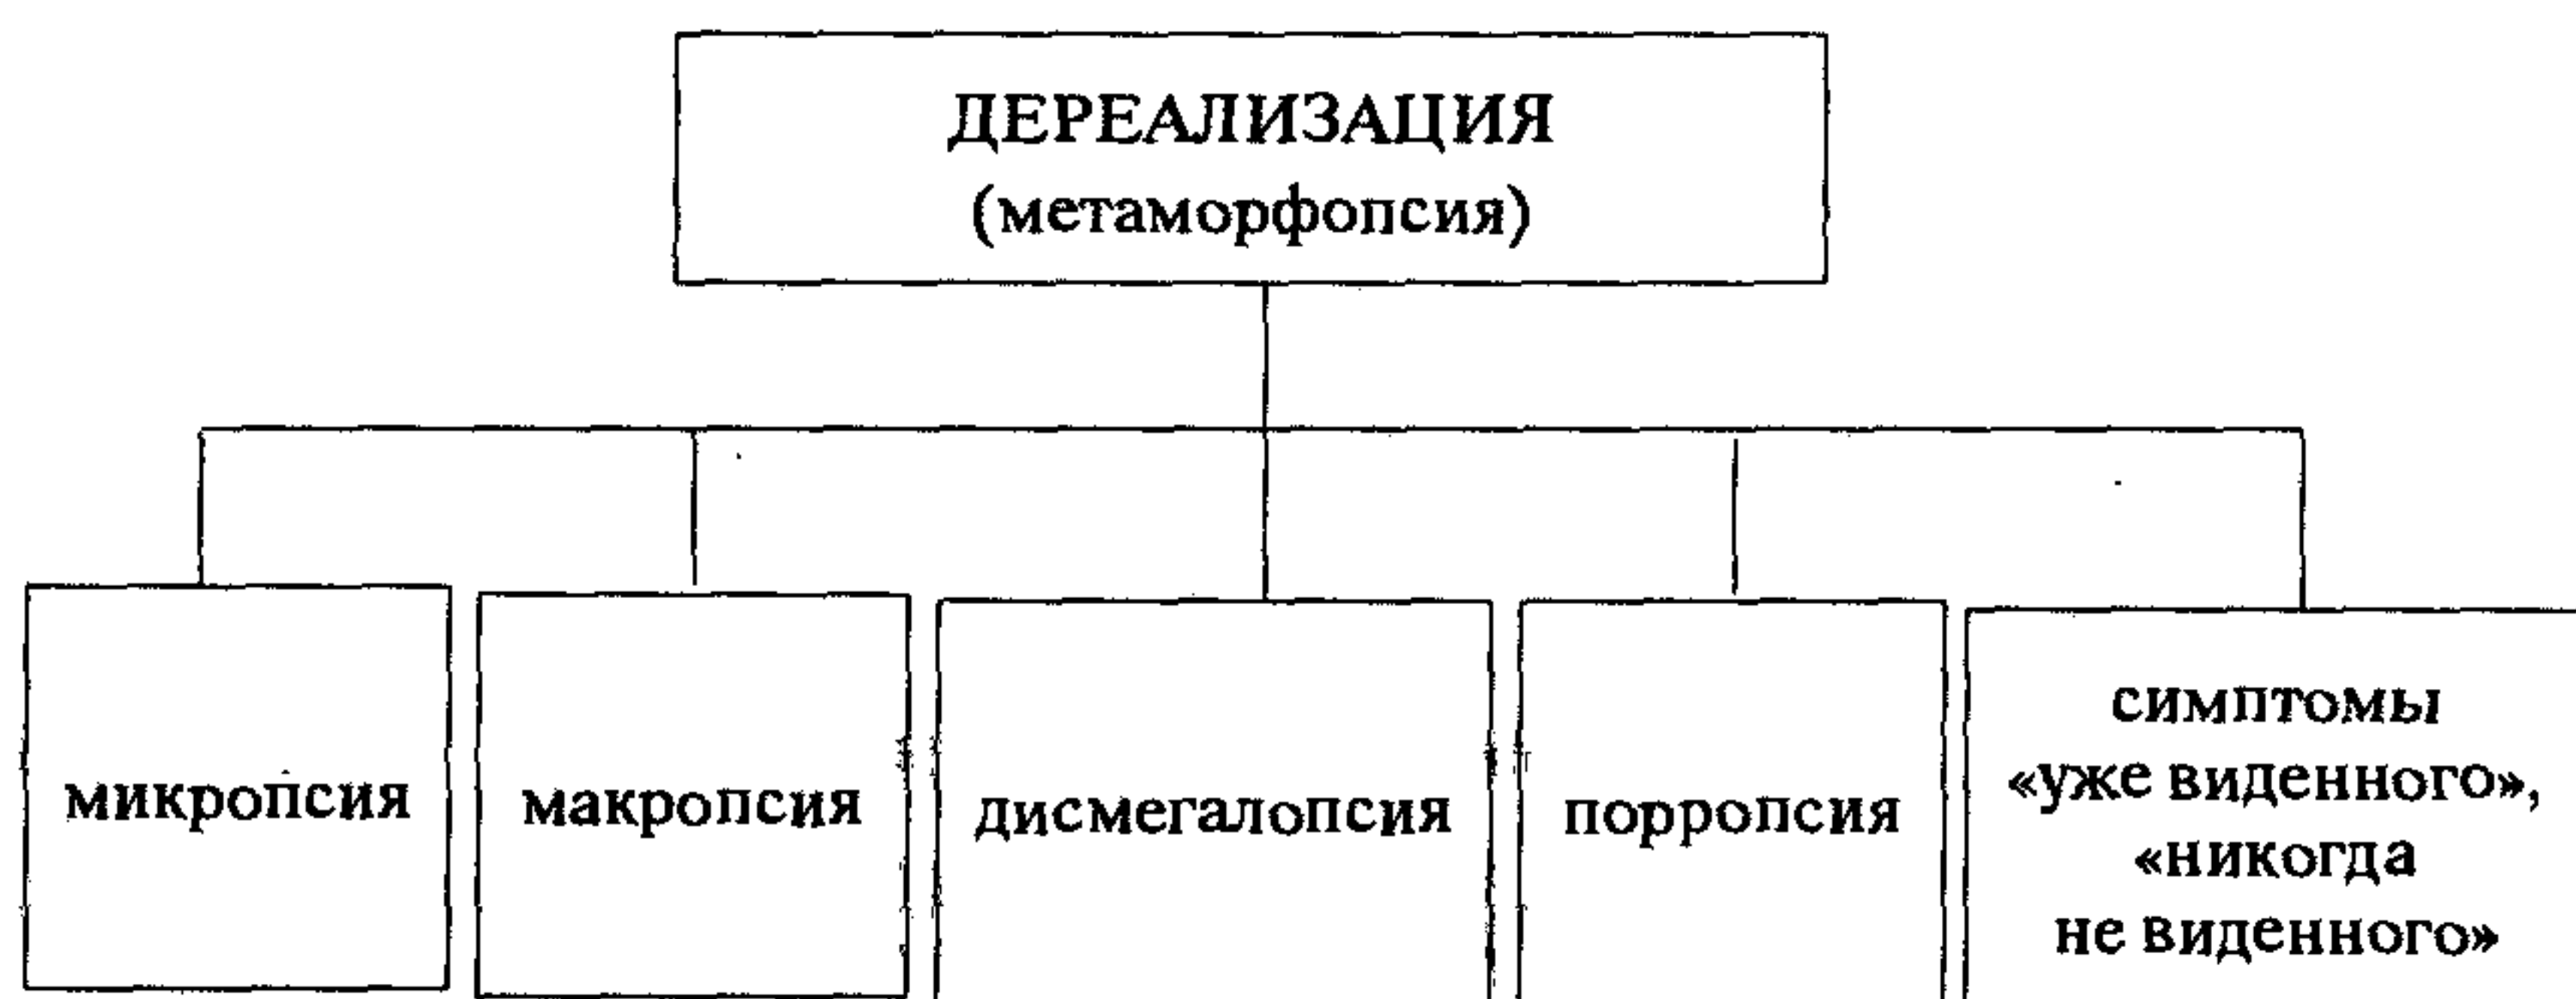 ДЕРЕАЛИЗАЦИЯ
(метаморфопсия)
микропсия
макропсия
дисмегалопсия
порропсия
симптомы
«уже виденного»,
«никогда
не виденного»